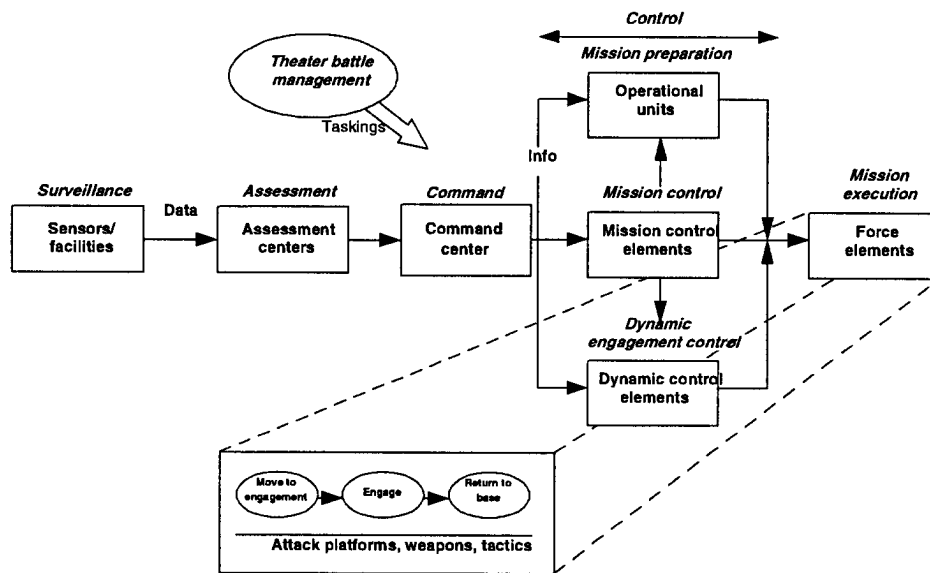 Control
Mission preparation
Theater battle
management
Taskings
Operational
units
Info
Surveillance
Assessment
Command
Mission control
Mission
execution
Data
Sensors/
facilities
Assessment
centers
Command
center
Mission control
elements
Force
elements
Dynamic
engagement control
Dynamic control
elements
Move to
engagement
Engage
Return to
base
Attack platforms, weapons, tactics